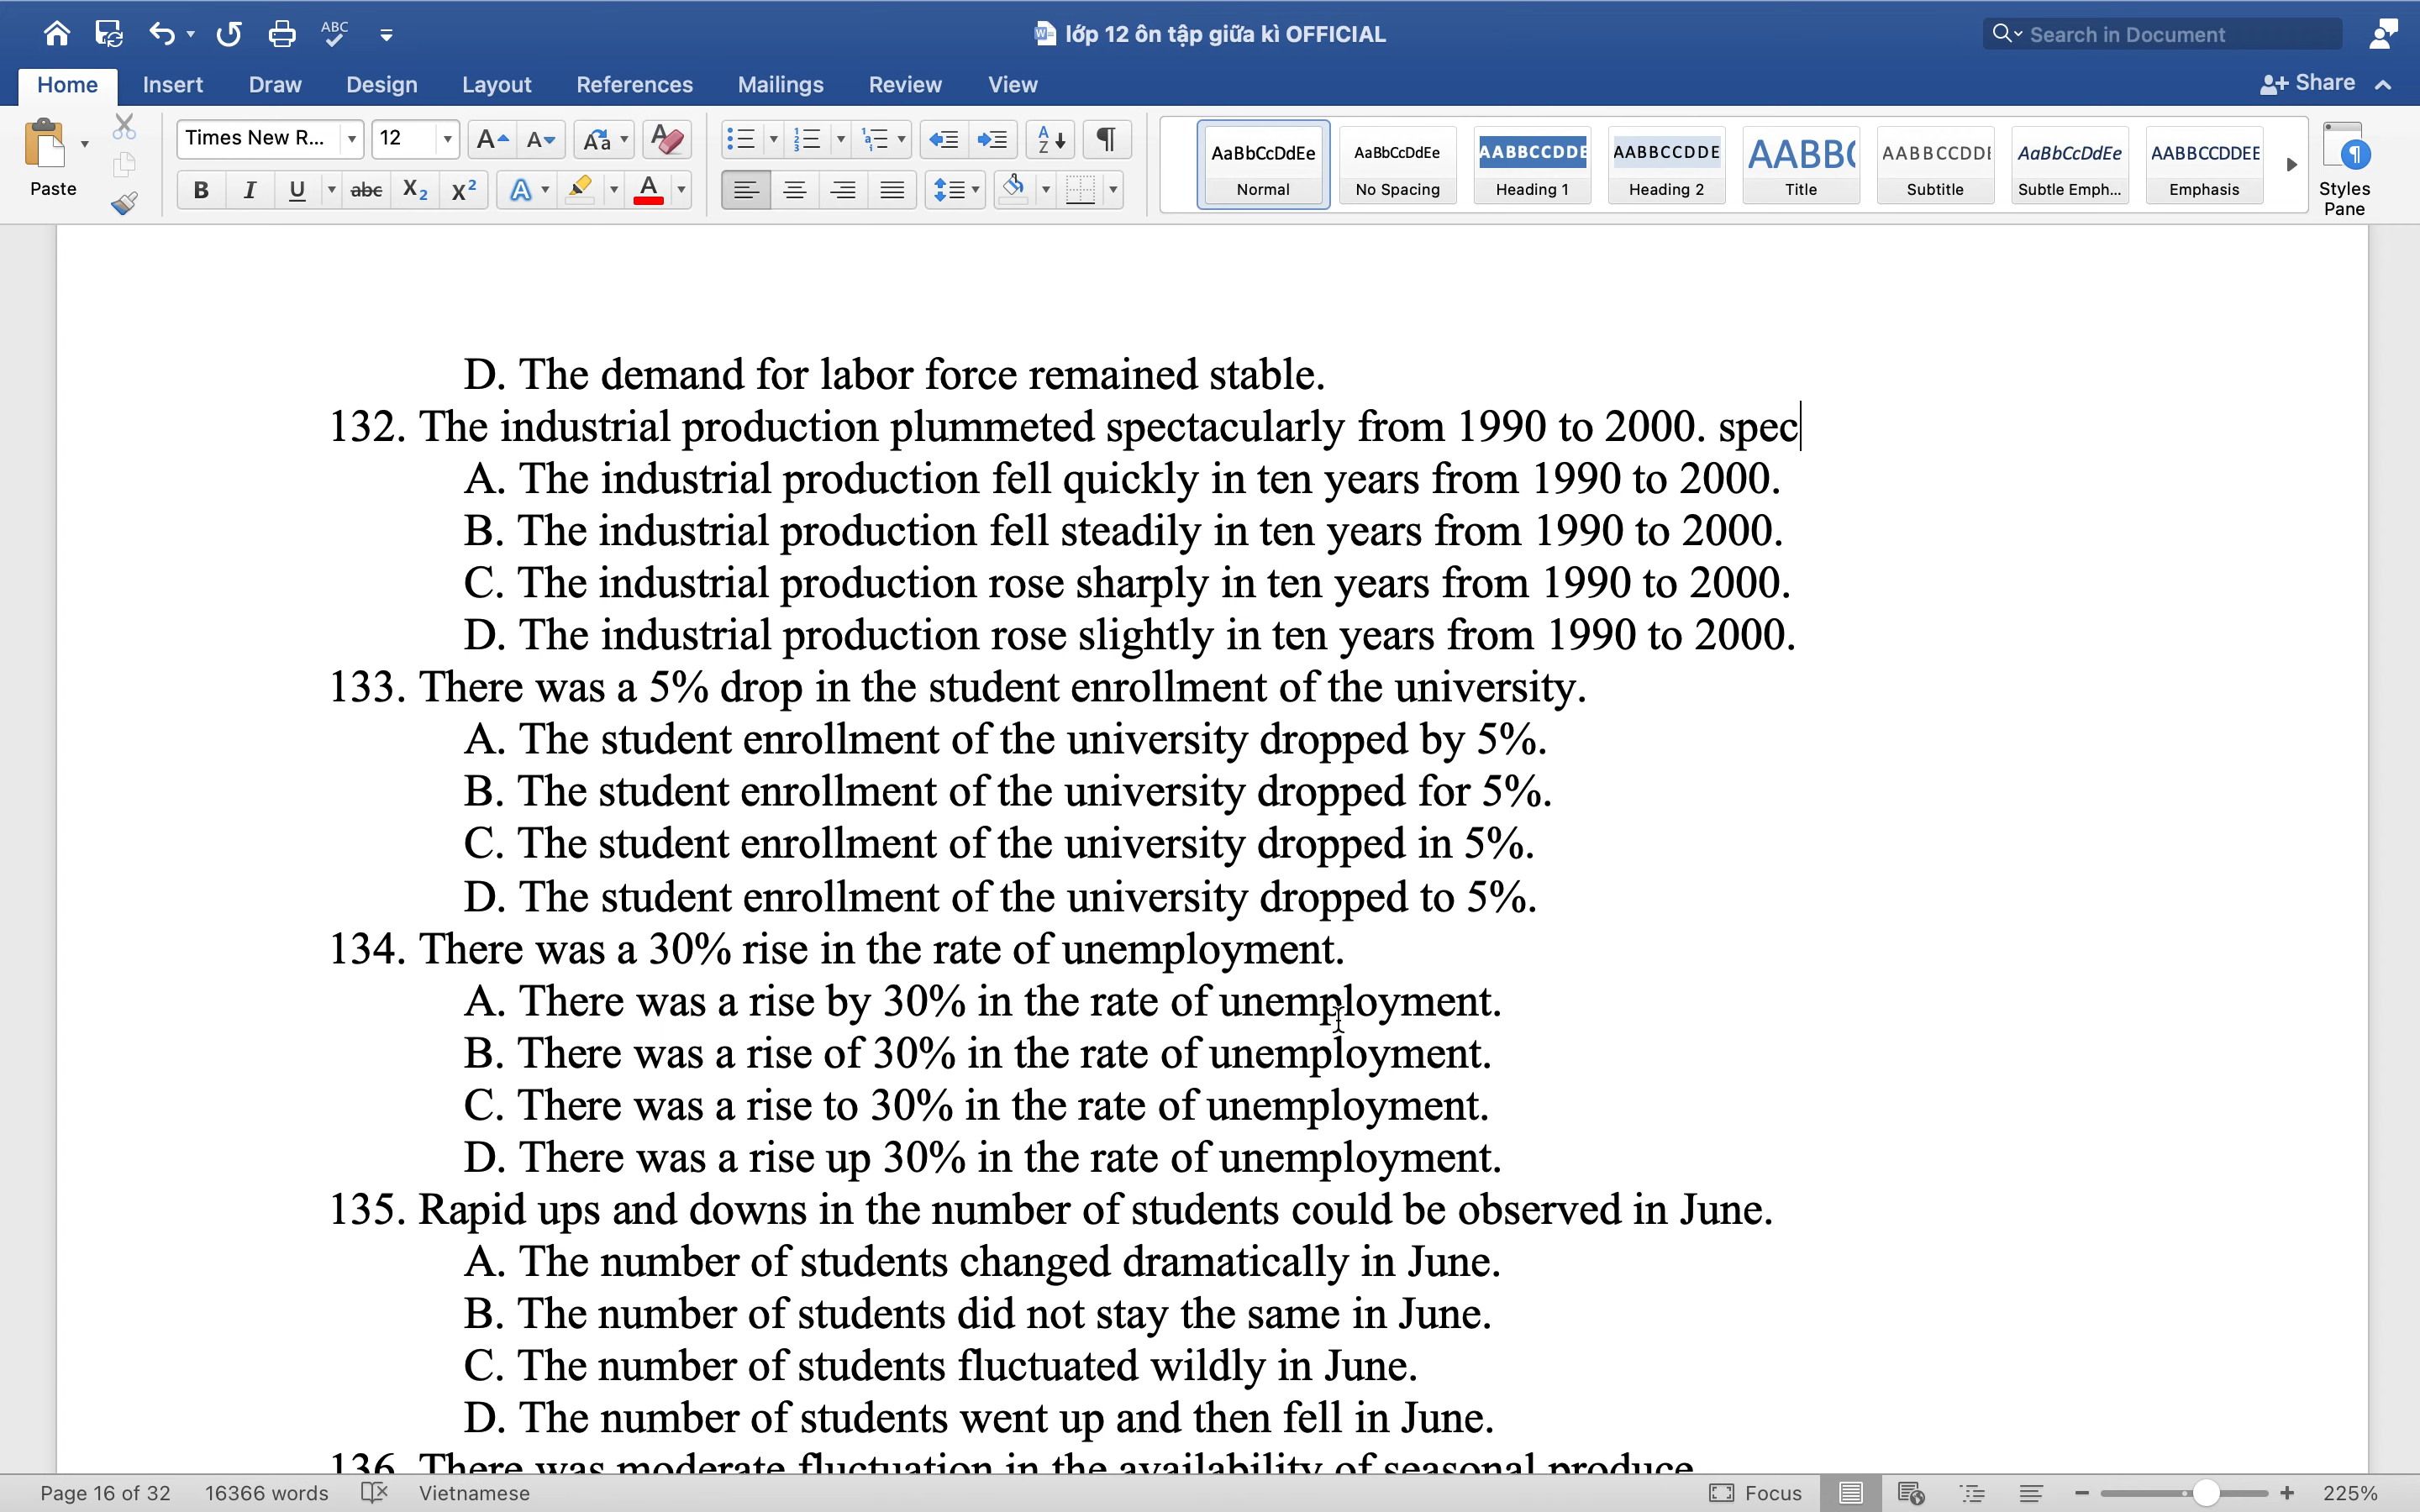 ABC
lớp 12 ôn tập giữa kì OFFICIAL
Search in Document
Home Insert Draw Design Layout References Mailings Review View
Share
Paste
Times New R... 12
AaBbCcDdEe AaBbCcDdEe AABBCCDDE AABBCCDDE AABBC AABBCCDDE AaBbCcDdEe AABBCCDDEE
Normal No Spacing Heading 1 Heading 2 Title Subtitle Subtle Emph... Emphasis
Styles
Pane
D. The demand for labor force remained stable.
132. The industrial production plummeted spectacularly from 1990 to 2000. spec
A. The industrial production fell quickly in ten years from 1990 to 2000.
B. The industrial production fell steadily in ten years from 1990 to 2000.
C. The industrial production rose sharply in ten years from 1990 to 2000.
D. The industrial production rose slightly in ten years from 1990 to 2000.
133. There was a 5% drop in the student enrollment of the university.
A. The student enrollment of the university dropped by 5%.
B. The student enrollment of the university dropped for 5%.
C. The student enrollment of the university dropped in 5%.
D. The student enrollment of the university dropped to 5%.
134. There was a 30% rise in the rate of unemployment.
A. There was a rise by 30% in the rate of unemployment.
B. There was a rise of 30% in the rate of unemployment.
C. There was a rise to 30% in the rate of unemployment.
D. There was a rise up 30% in the rate of unemployment.
135. Rapid ups and downs in the number of students could be observed in June.
A. The number of students changed dramatically in June.
B. The number of students did not stay the same in June.
C. The number of students fluctuated wildly in June.
D. The number of students went up and then fell in June.
136. There was moderate fluctuation in the availability of seasonal produce
Page 16 of 32 16366 words Vietnamese Focus 225%